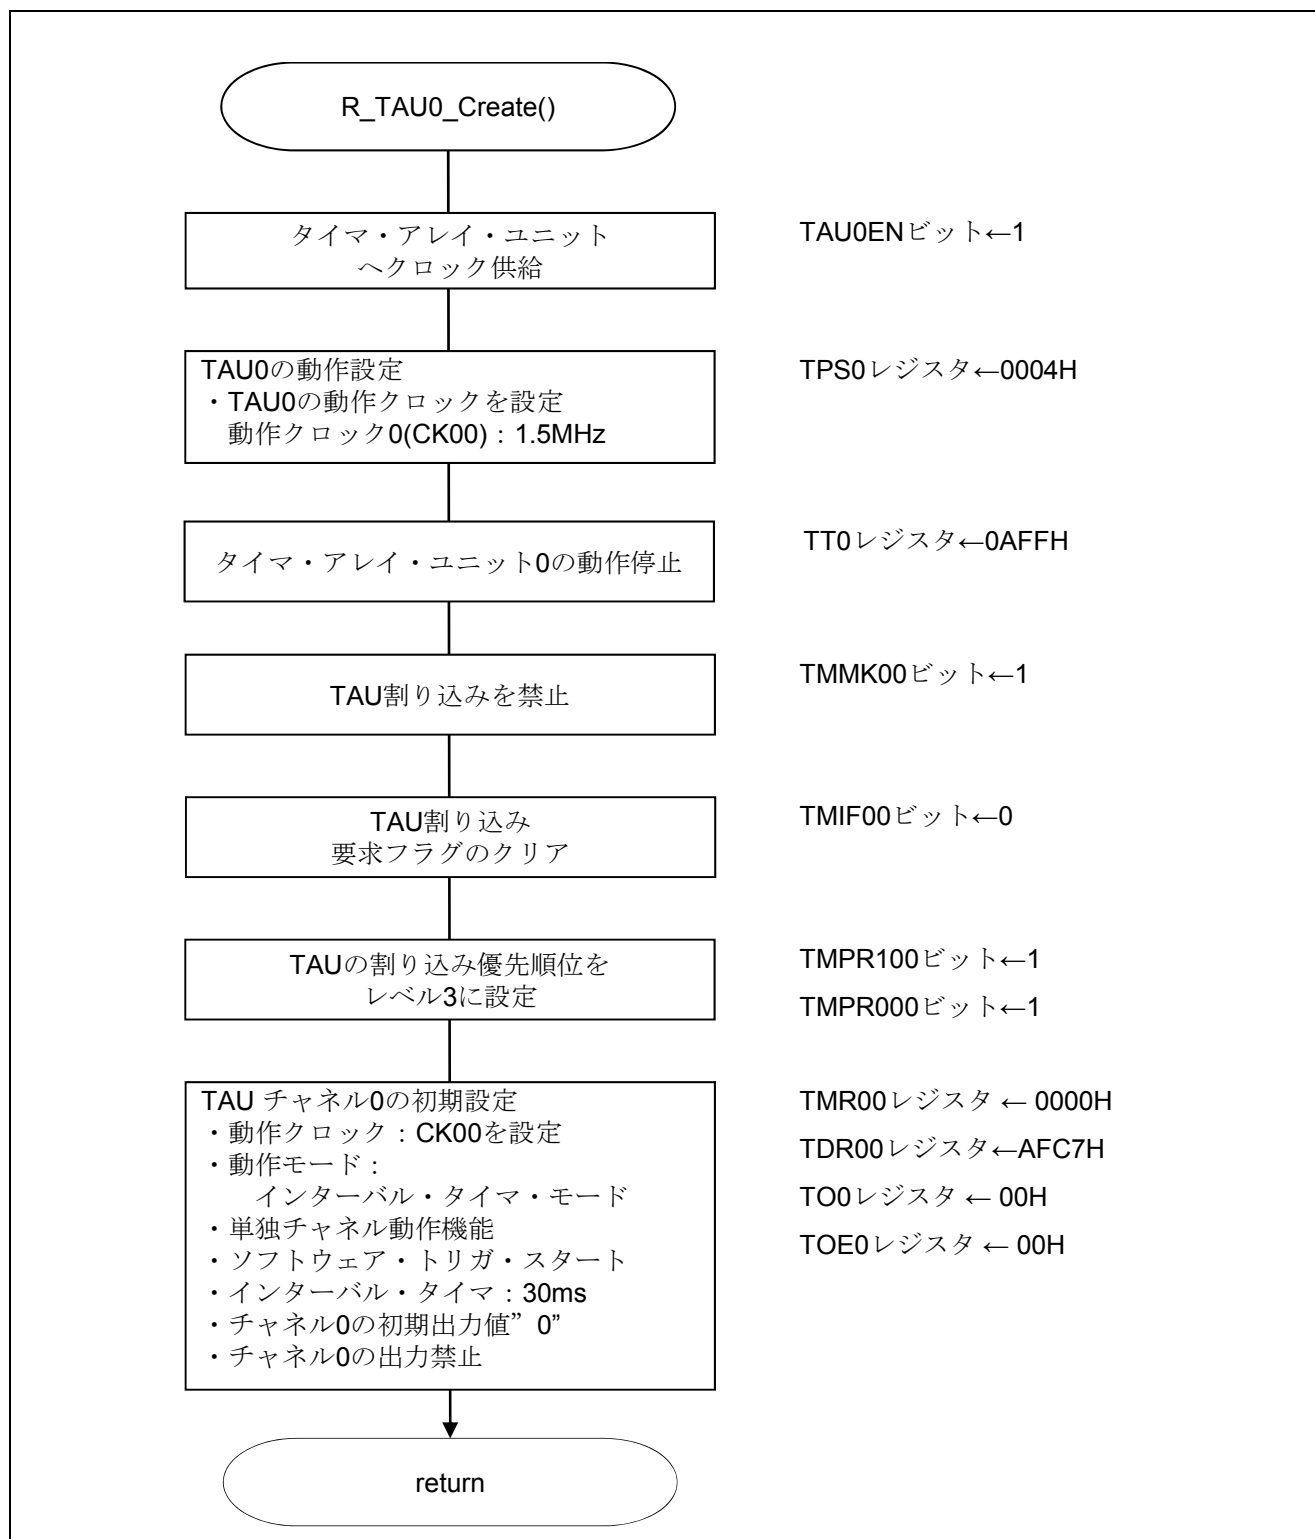 R_TAU0_Create()
タイマ・アレイ・ユニット
へクロック供給
TAU0ENビット←1
TAU0の動作設定
・TAU0の動作クロックを設定
動作クロック0(CK00)：1.5MHz
TPS0レジスタ←0004H
タイマ・アレイ・ユニット0の動作停止
TT0レジスタ←0AFFH
TAU割り込みを禁止
TMMK00ビット←1
TAU割り込み
要求フラグのクリア
TMIF00ビット←0
TAUの割り込み優先順位を
レベル3に設定
TMPR100ビット←1
TMPR000ビット←1
TAU チャネル0の初期設定
・動作クロック：CK00を設定
・動作モード：
インターバル・タイマ・モード
・単独チャネル動作機能
・ソフトウェア・トリガ・スタート
・インターバル・タイマ：30ms
・チャネル0の初期出力値”0”
・チャネル0の出力禁止
TMR00レジスタ ← 0000H
TDR00レジスタ←AFC7H
TO0レジスタ ← 00H
TOE0レジスタ ← 00H
return